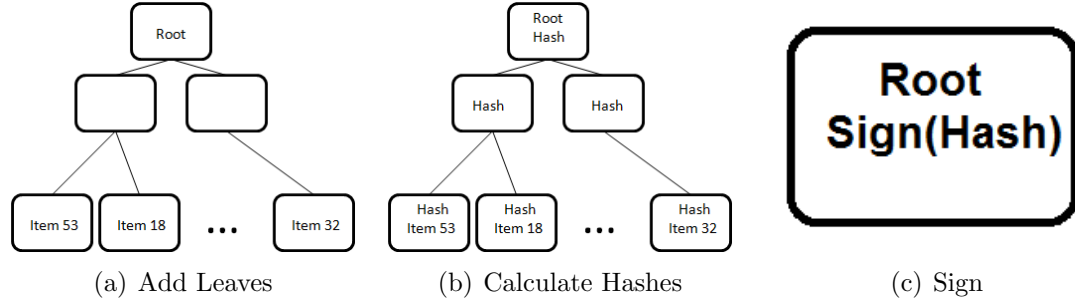 Root
Item 53
Item 18
...
Item 32
(a) Add Leaves
Root
Hash
Hash
Hash
Hash
Item 53
Hash
Item 18
...
Hash
Item 32
(b) Calculate Hashes
Root
Sign(Hash)
(c) Sign